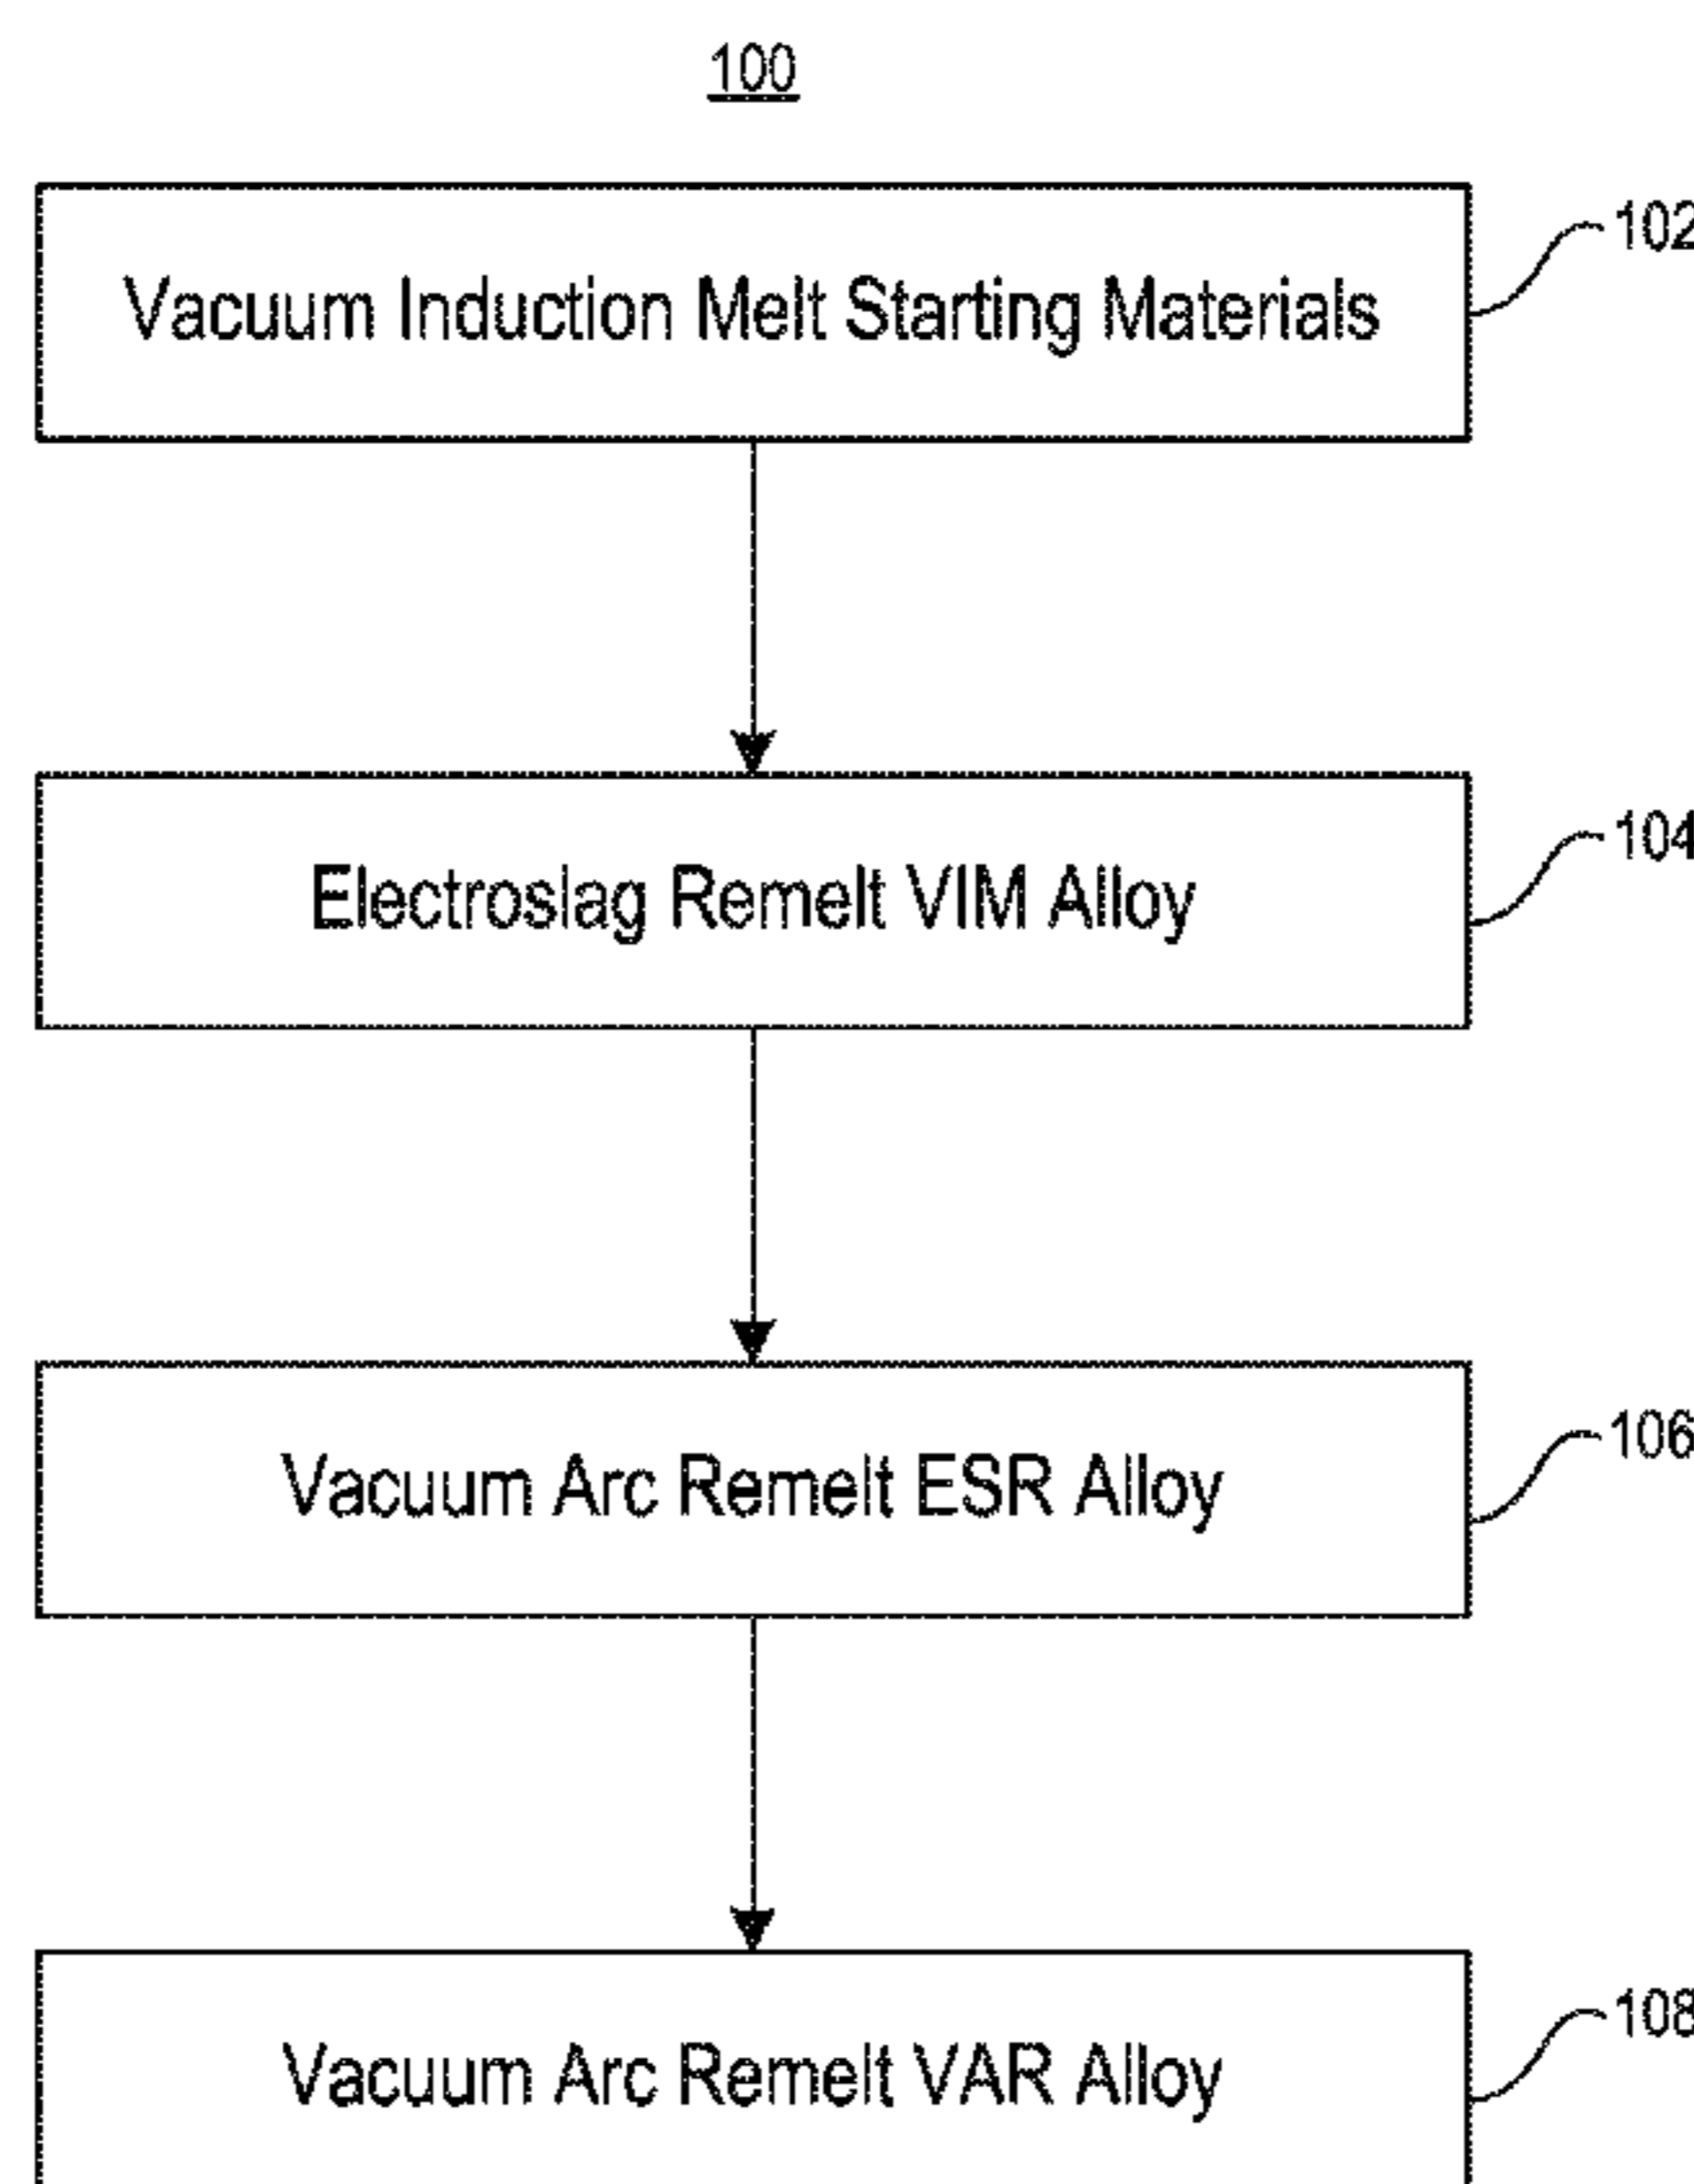 100
102
Vacuum Induction Melt Starting Materials
104
Electroslag Remelt VIM Alloy
106
Vacuum Arc Remelt ESR Alloy
108
Vacuum Arc Remelt VAR Alloy